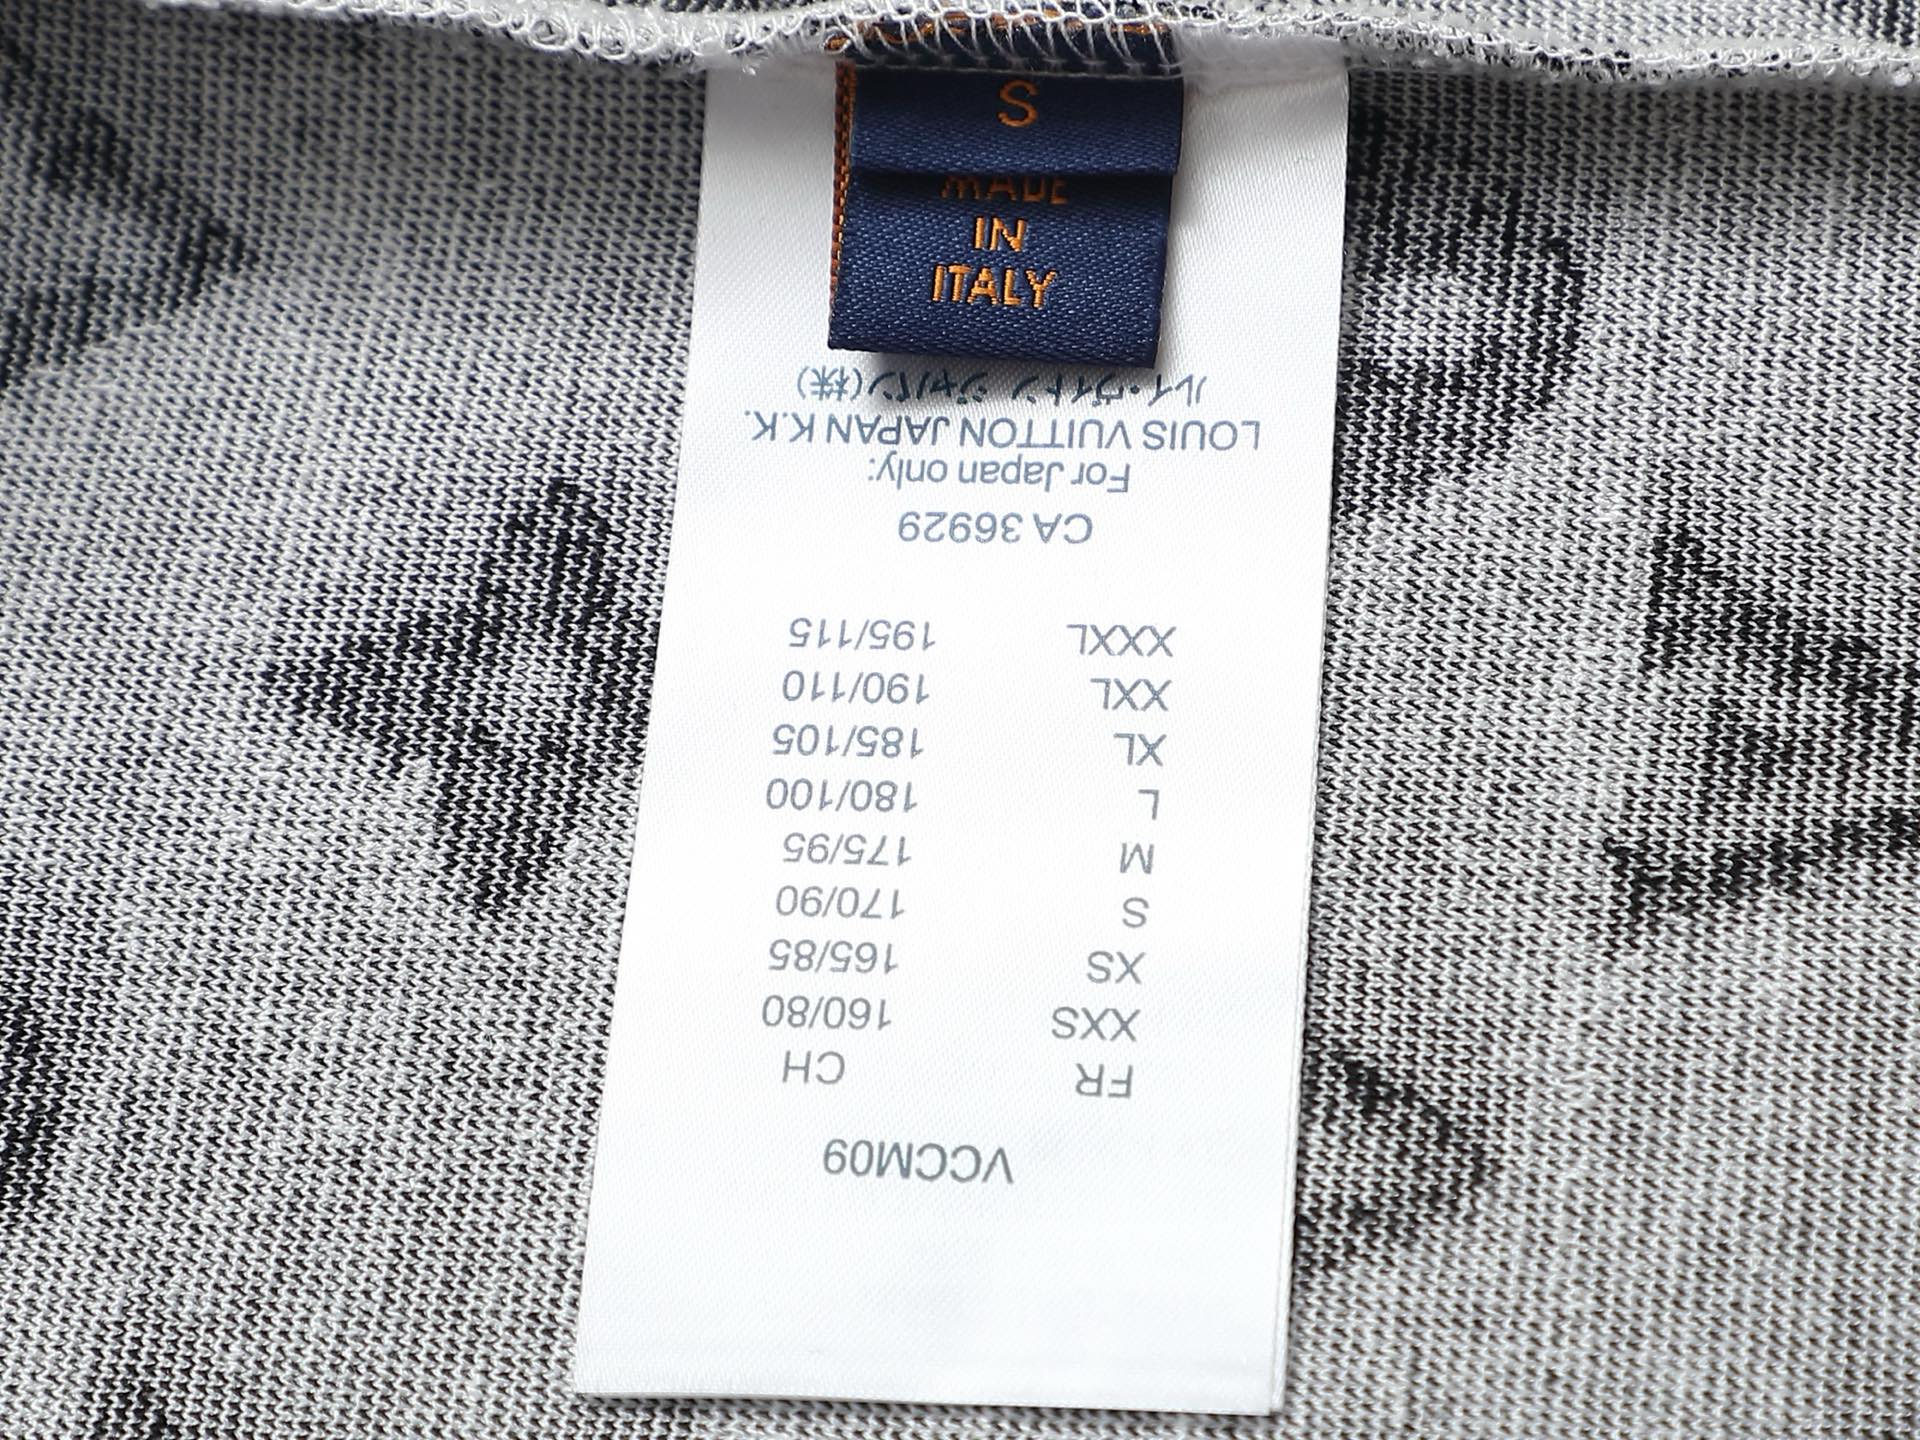 S
MADE
IN
ITALY
VCCM09
FR CH
XXS 160/80
XS 165/85
S 170/90
M 175/95
L 180/100
XL 185/105
XXL 190/110
XXXL 195/115
CA 36929
For Japan only:
LOUIS VUITTON JAPAN K.K.
ルイ・ヴィトン ジャパン(株)